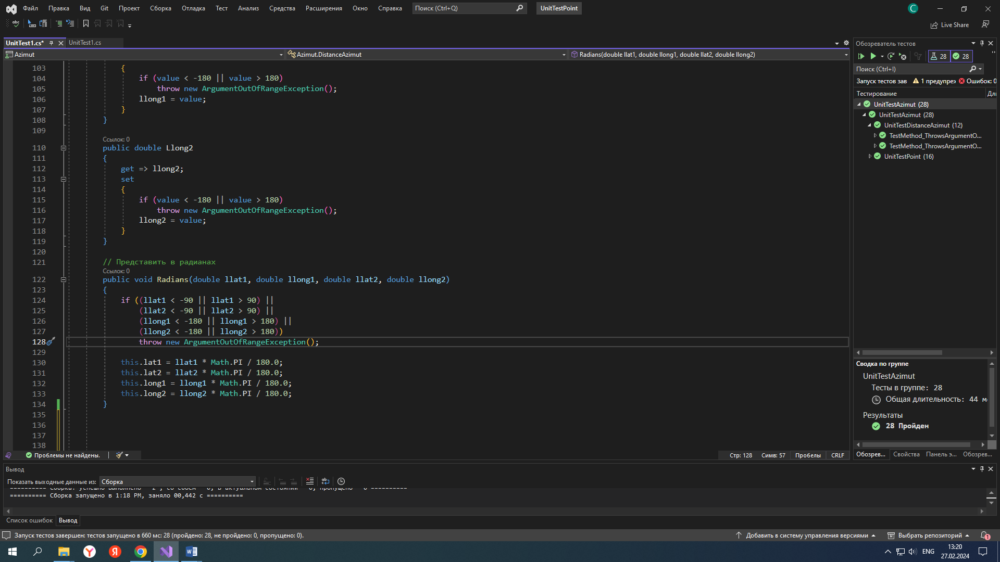 Файл Правка Вид Git Проект Сборка Отладка Тест Анализ Средства Расширения Окно Справка Поиск (Ctrl+Q) UnitTestPoint
Live Share
UnitTest1.cs* UnitTest1.cs
Azimut Azimut.DistanceAzimut Radians(double llat1, double llong1, double llat2, double llong2)
103 {
104 if (value < -180 || value > 180)
105 throw new ArgumentOutOfRangeException();
106 llong1 = value;
107 }
108 }
109
Ссылок: 0
110 public double Llong2
111 {
112 get => llong2;
113 set
114 {
115 if (value < -180 || value > 180)
116 throw new ArgumentOutOfRangeException();
117 llong2 = value;
118 }
119 }
120
121 // Представить в радианах
Ссылок: 0
122 public void Radians(double llat1, double llong1, double llat2, double llong2)
123 {
124 if ((llat1 < -90 || llat1 > 90) ||
125 (llat2 < -90 || llat2 > 90) ||
126 (llong1 < -180 || llong1 > 180) ||
127 (llong2 < -180 || llong2 > 180))
128 throw new ArgumentOutOfRangeException();
129
130 this.lat1 = llat1 * Math.PI / 180.0;
131 this.lat2 = llat2 * Math.PI / 180.0;
132 this.long1 = llong1 * Math.PI / 180.0;
133 this.long2 = llong2 * Math.PI / 180.0;
134 }
135
136
137
138
Проблемы не найдены. Стр: 128 Симв: 57 Пробелы CRLF
Обозреватель тестов
28 28
Поиск (Ctrl+I)
Запуск тестов зав 1 предупреж Ошибок: 0
Тестирование Дли
UnitTestAzimut (28)
UnitTestAzimut (28)
UnitTestDistanceAzimut (12)
TestMethod_ThrowsArgumentO...
TestMethod_ThrowsArgumentO...
UnitTestPoint (16)
Сводка по группе
UnitTestAzimut
Тесты в группе: 28
Общая длительность: 44 м
Результаты
28 Пройден
Обозрев... Свойства Панель э... Обозрев...
Вывод
Показать выходные данные из: Сборка
========== Сборка запущено в 1:18 PM, заняло 00,442 с ==========
Список ошибок Вывод
Запуск тестов завершен: тестов запущено в 660 мс: 28 (пройдено: 28, не пройдено: 0, пропущено: 0). Добавить в систему управления версиями Выбрать репозиторий 1
ENG 13:20
27.02.2024